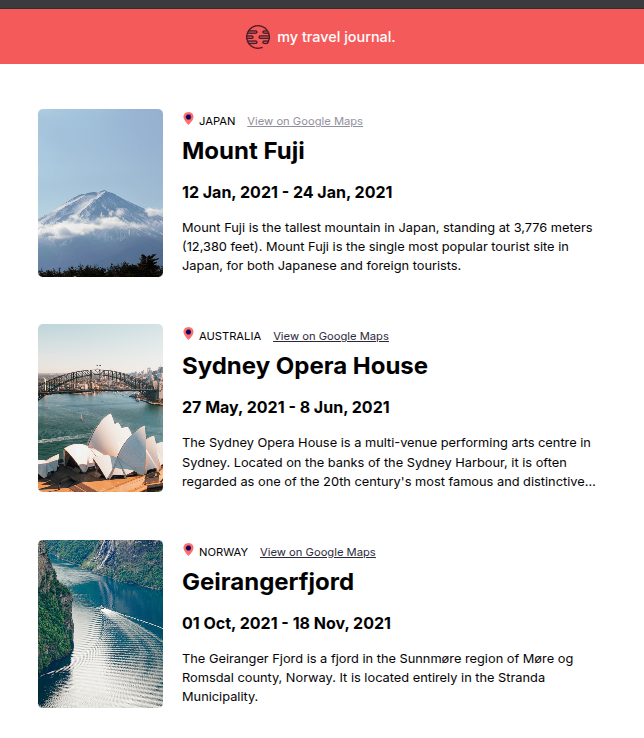 my travel journal.
JAPAN View on Google Maps
Mount Fuji
12 Jan, 2021 - 24 Jan, 2021
Mount Fuji is the tallest mountain in Japan, standing at 3,776 meters
(12,380 feet). Mount Fuji is the single most popular tourist site in
Japan, for both Japanese and foreign tourists.
AUSTRALIA View on Google Maps
Sydney Opera House
27 May, 2021 - 8 Jun, 2021
The Sydney Opera House is a multi-venue performing arts centre in
Sydney. Located on the banks of the Sydney Harbour, it is often
regarded as one of the 20th century's most famous and distinctive...
NORWAY View on Google Maps
Geirangerfjord
01 Oct, 2021 - 18 Nov, 2021
The Geiranger Fjord is a fjord in the Sunnmøre region of Møre og
Romsdal county, Norway. It is located entirely in the Stranda
Municipality.